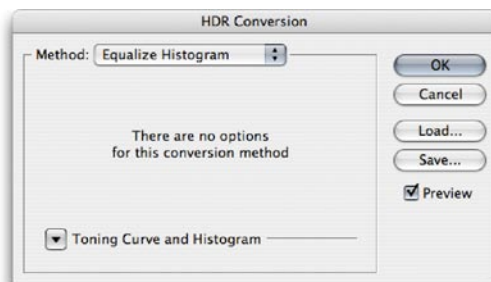 HDR Conversion
Method: Equalize Histogram
There are no options
for this conversion method
Toning Curve and Histogram
OK
Cancel
Load...
Save...
Preview